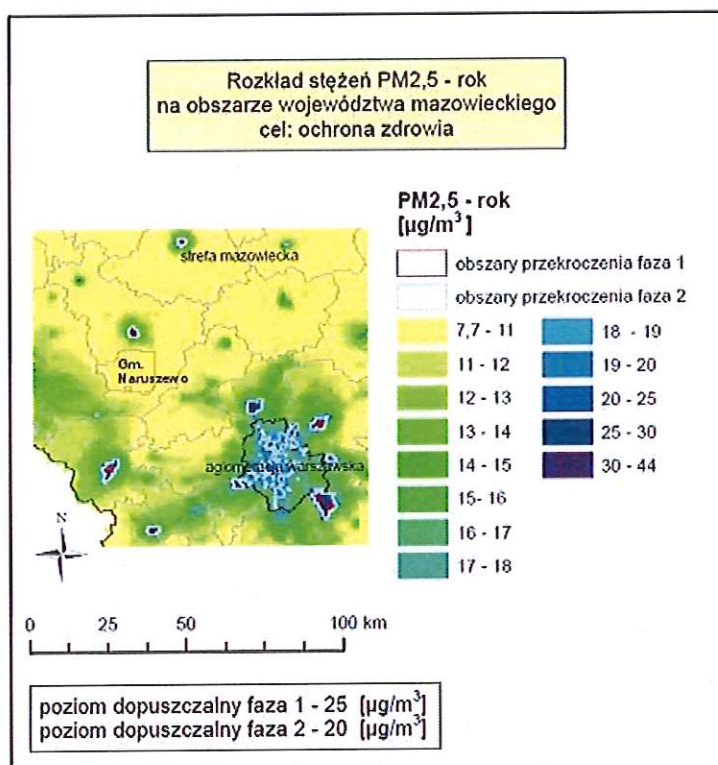 Rozkład stężeń PM2,5 - rok
na obszarze województwa mazowieckiego
cel: ochrona zdrowia
PM2,5 - rok
[µg/m³]
obszary przekroczenia faza 1
obszary przekroczenia faza 2
7,7 - 11
11 - 12
12 - 13
13 - 14
14 - 15
15- 16
16 - 17
17 - 18
18 - 19
19 - 20
20 - 25
25 - 30
30 - 44
strefa mazowiecka
Gm.
Naruszewo
aglomeracja warszawska
N
0 25 50 100 km
poziom dopuszczalny faza 1 - 25 [µg/m³]
poziom dopuszczalny faza 2 - 20 [µg/m³]